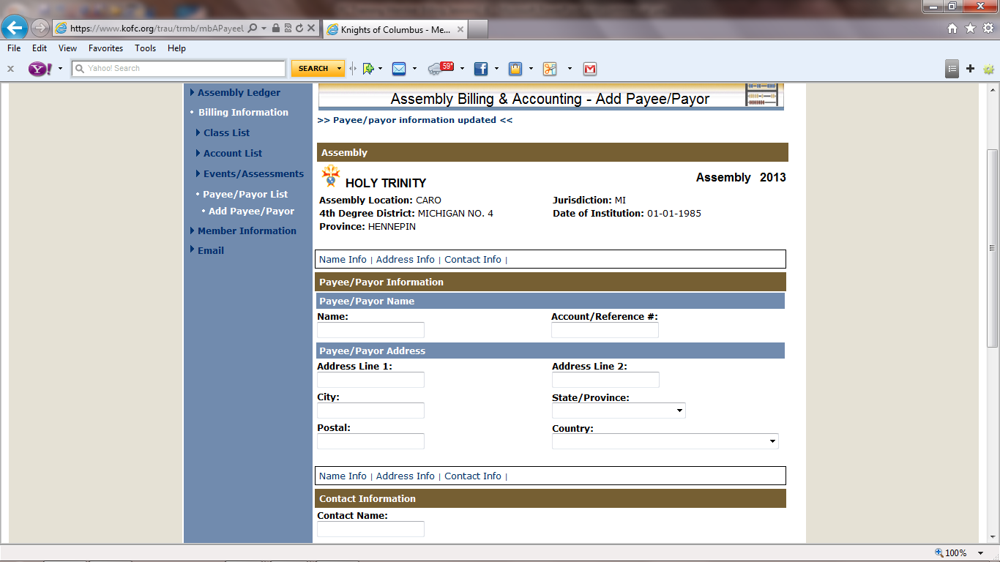 https://www.kofc.org/trau/trmb/mbAPayeel
Knights of Columbus - Me...
File Edit View Favorites Tools Help
Y! Yahoo! Search SEARCH 59°
Assembly Ledger
Billing Information
Class List
Account List
Events/Assessments
Payee/Payor List
Add Payee/Payor
Member Information
Email
Assembly Billing & Accounting - Add Payee/Payor
>> Payee/payor information updated <<
Assembly
HOLY TRINITY
Assembly 2013
Assembly Location: CARO
Jurisdiction: MI
4th Degree District: MICHIGAN NO. 4
Date of Institution: 01-01-1985
Province: HENNEPIN
Name Info | Address Info | Contact Info |
Payee/Payor Information
Payee/Payor Name
Name:
Account/Reference #:
Payee/Payor Address
Address Line 1:
Address Line 2:
City:
State/Province:
Postal:
Country:
Name Info | Address Info | Contact Info |
Contact Information
Contact Name:
100%